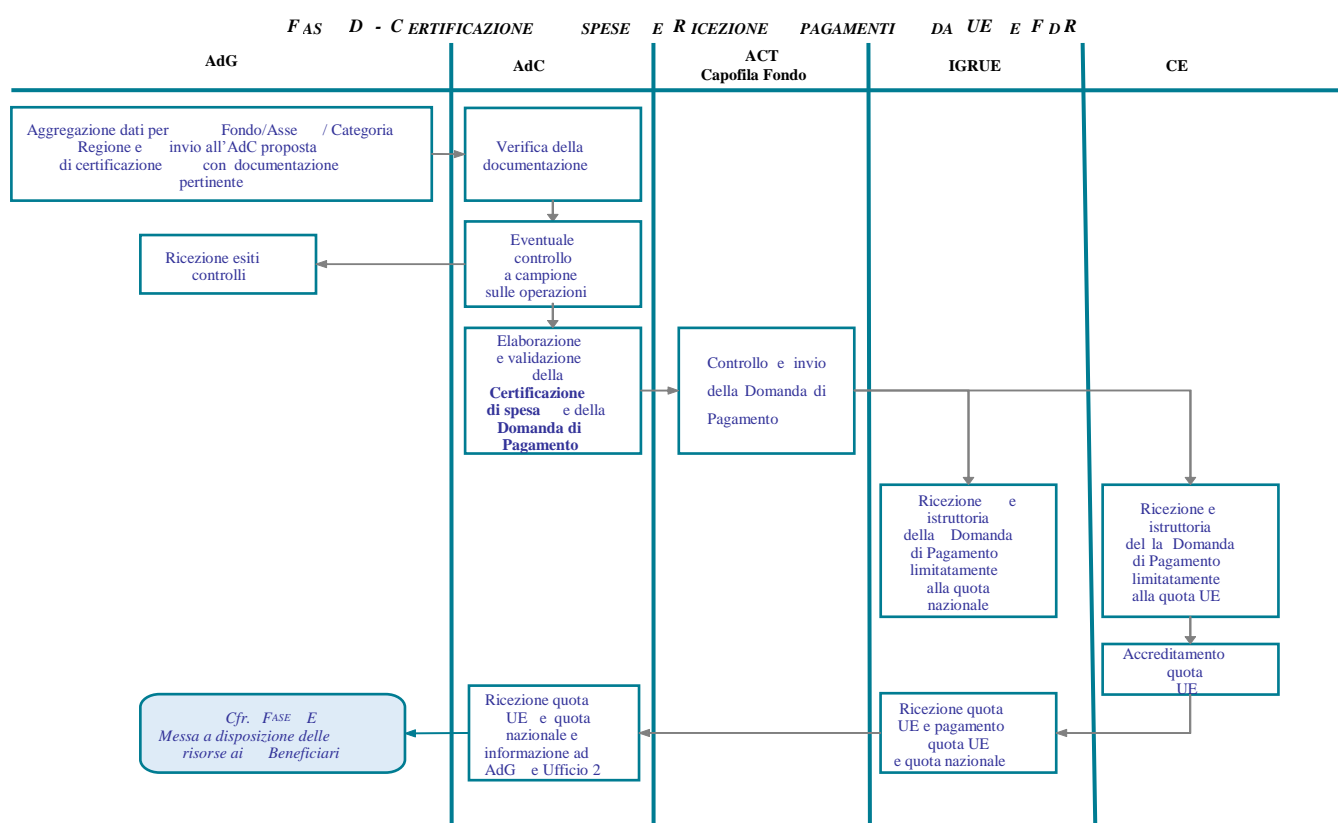 FAS D - CERTIFICAZIONE SPESE E RICEZIONE PAGAMENTI DA UE E FDR
AdG
AdC
ACT
Capofila Fondo
IGRUE
CE
Aggregazione dati per Fondo/Asse / Categoria
Regione e invio all'AdC proposta
di certificazione con documentazione
pertinente
Verifica della
documentazione
Ricezione esiti
controlli
Eventuale
controllo
a campione
sulle operazioni
Elaborazione
e validazione
della
Certificazione
di spesa e della
Domanda di
Pagamento
Controllo e invio
della Domanda di
Pagamento
Ricezione e
istruttoria
della Domanda
di Pagamento
limitatamente
alla quota
nazionale
Ricezione e
istruttoria
del la Domanda
di Pagamento
limitatamente
alla quota UE
Accreditamento
quota
UE
Cfr. FASE E
Messa a disposizione delle
risorse ai Beneficiari
Ricezione quota
UE e quota
nazionale e
informazione ad
AdG e Ufficio 2
Ricezione quota
UE e pagamento
quota UE
e quota nazionale